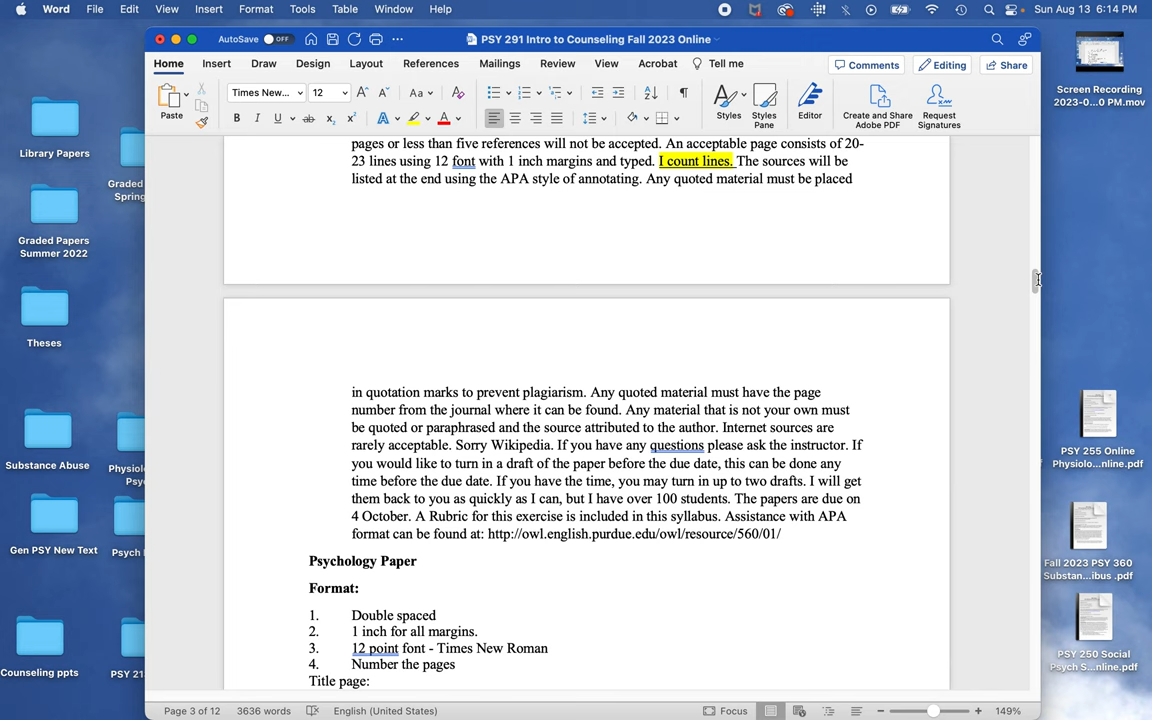 Word File Edit View Insert Format Tools Table Window Help Sun Aug 13 6:14 PM
AutoSave OFF PSY 291 Intro to Counseling Fall 2023 Online
Home Insert Draw Design Layout References Mailings Review View Acrobat Tell me Comments Editing Share
Paste Times New... 12 Aa Styles Styles Pane Editor Create and Share Adobe PDF Request Signatures
pages or less than five references will not be accepted. An acceptable page consists of 20-
23 lines using 12 font with 1 inch margins and typed. I count lines. The sources will be
listed at the end using the APA style of annotating. Any quoted material must be placed
in quotation marks to prevent plagiarism. Any quoted material must have the page
number from the journal where it can be found. Any material that is not your own must
be quoted or paraphrased and the source attributed to the author. Internet sources are
rarely acceptable. Sorry Wikipedia. If you have any questions please ask the instructor. If
you would like to turn in a draft of the paper before the due date, this can be done any
time before the due date. If you have the time, you may turn in up to two drafts. I will get
them back to you as quickly as I can, but I have over 100 students. The papers are due on
4 October. A Rubric for this exercise is included in this syllabus. Assistance with APA
format can be found at: http://owl.english.purdue.edu/owl/resource/560/01/
Psychology Paper
Format:
1. Double spaced
2. 1 inch for all margins.
3. 12 point font - Times New Roman
4. Number the pages
Title page:
Page 3 of 12 3636 words English (United States) Focus 149%
Library Papers
Graded
Spring
Graded Papers
Summer 2022
Theses
Substance Abuse
Physiol
Psy
Gen PSY New Text
Psych
Counseling ppts
PSY 21
Screen Recording
2023-0...0 PM.mov
PSY 255 Online
Physiolo...nline.pdf
Fall 2023 PSY 360
Substan...ibus .pdf
PSY 250 Social
Psych S...nline.pdf